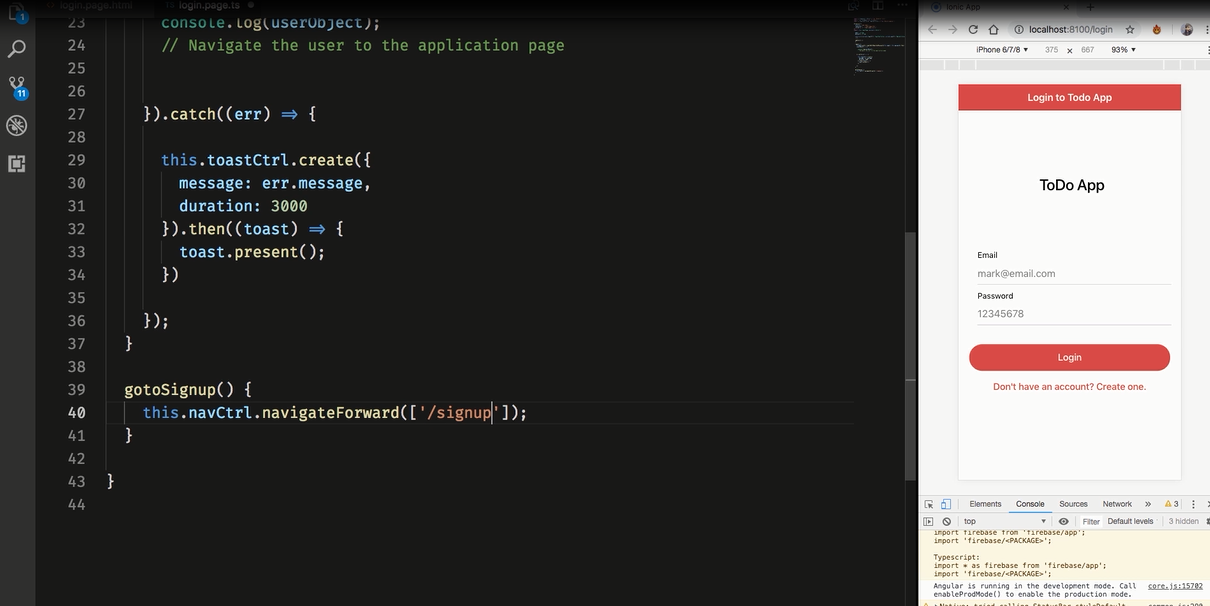 login.page.html
login.page.ts
1
11
23 console.log(userObject);
24 // Navigate the user to the application page
25
26
27 }).catch((err) => {
28
29 this.toastCtrl.create({
30 message: err.message,
31 duration: 3000
32 }).then((toast) => {
33 toast.present();
34 })
35
36 });
37 }
38
39 gotoSignup() {
40 this.navCtrl.navigateForward(['/signup']);
41 }
42
43 }
44
Ionic App
localhost:8100/login
iPhone 6/7/8 375 x 667 93%
Login to Todo App
ToDo App
Email
mark@email.com
Password
12345678
Login
Don't have an account? Create one.
Elements Console Sources Network » 3
top Filter Default levels 3 hidden
import firebase from 'firebase/app';
import 'firebase/<PACKAGE>';
Typescript:
import * as firebase from 'firebase/app';
import 'firebase/<PACKAGE>';
Angular is running in the development mode. Call core.js:15702
enableProdMode() to enable the production mode.